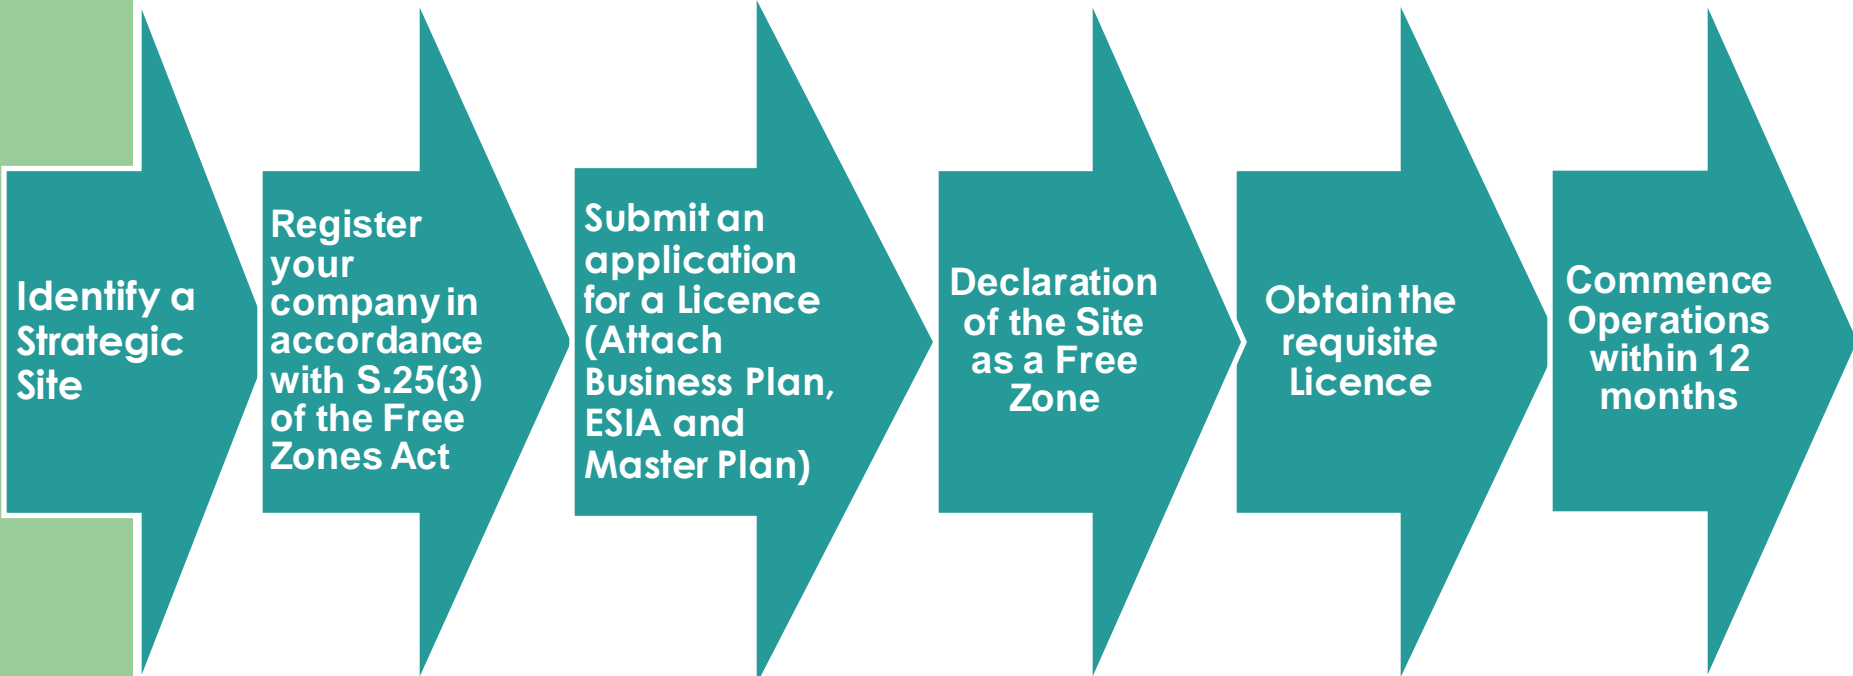 Identify a
Strategic
Site
Register
your
company in
accordance
with S.25(3)
of the Free
Zones Act
Submit an
application
for a Licence
(Attach
Business Plan,
ESIA and
Master Plan)
Declaration
of the Site
as a Free
Zone
Obtain the
requisite
Licence
Commence
Operations
within 12
months